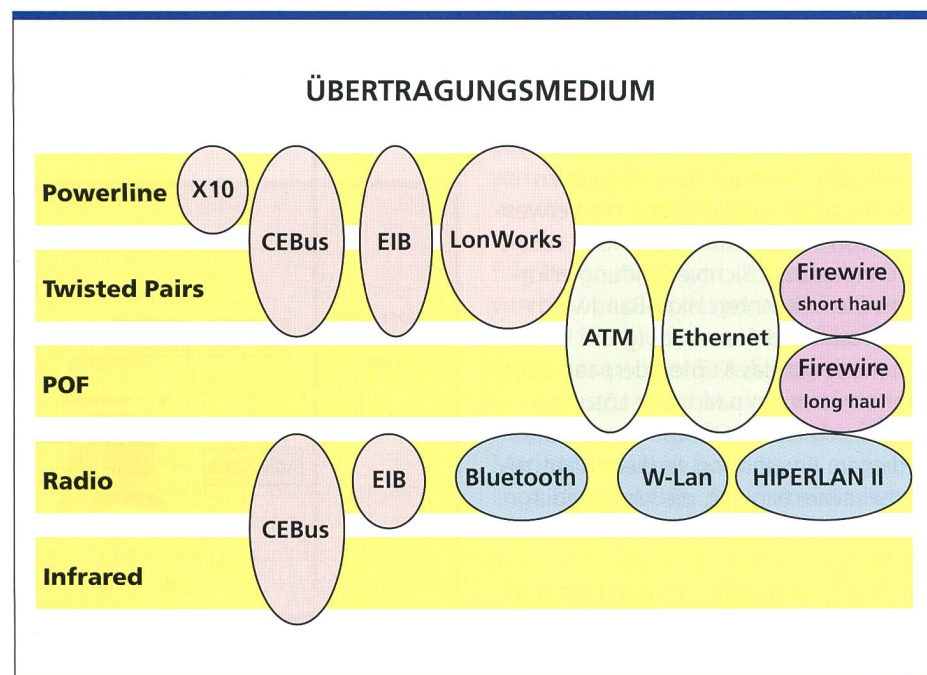 ÜBERTRAGUNGSMEDIUM
Powerline
X10
CEBus
EIB
LonWorks
Twisted Pairs
Firewire
short haul
ATM
Ethernet
POF
Firewire
long haul
Radio
EIB
Bluetooth
W-Lan
HIPERLAN II
CEBus
Infrared